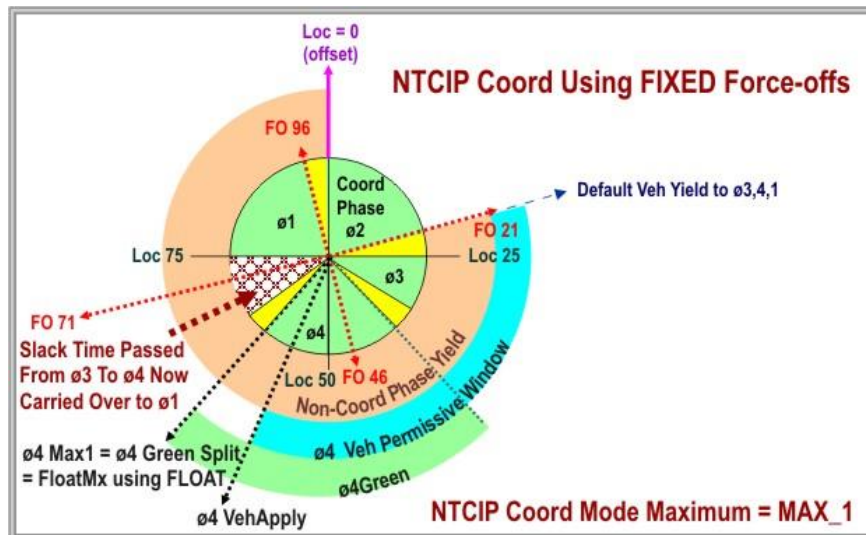 Loc = 0
(offset)
NTCIP Coord Using FIXED Force-offs
FO 96
Coord
Phase
ø2
ø1
Default Veh Yield to ø3,4,1
FO 21
Loc 75
Loc 25
ø3
FO 71
ø4
Slack Time Passed
From ø3 To ø4 Now
Carried Over to ø1
Loc 50
FO 46
Non-Coord Phase Yield
ø4 Veh Permissive Window
ø4Green
ø4 Max1 = ø4 Green Split
= FloatMx using FLOAT
ø4 VehApply
NTCIP Coord Mode Maximum = MAX_1